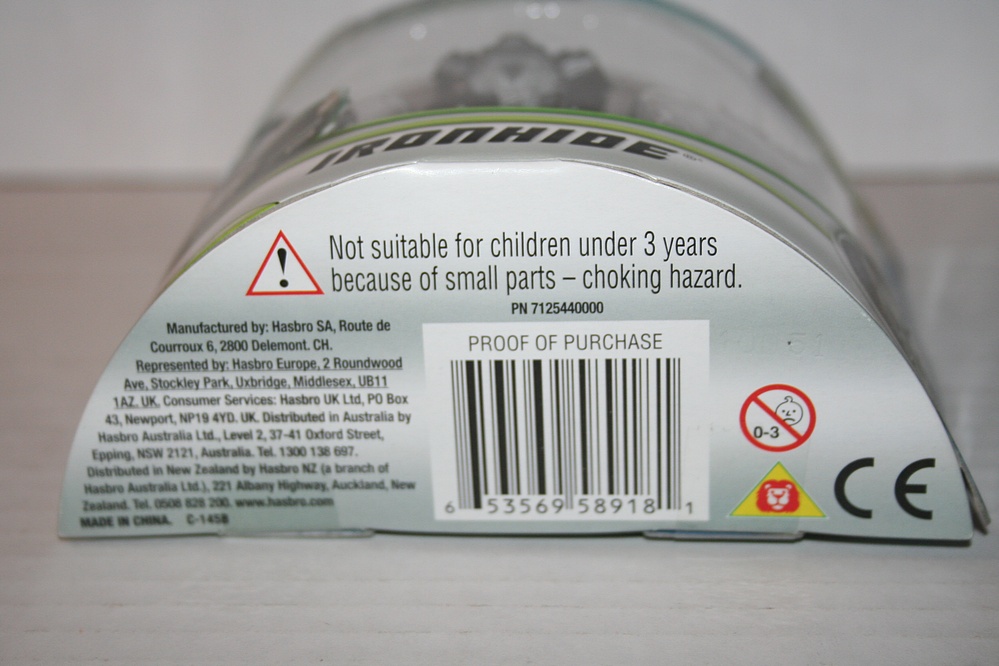 IRONHIDE
Not suitable for children under 3 years
because of small parts – choking hazard.
PN 7125440000
Manufactured by: Hasbro SA, Route de
Courroux 6, 2800 Delemont. CH.
Represented by: Hasbro Europe, 2 Roundwood
Ave, Stockley Park, Uxbridge, Middlesex, UB11
1AZ. UK. Consumer Services: Hasbro UK Ltd, PO Box
43, Newport, NP19 4YD. UK. Distributed in Australia by
Hasbro Australia Ltd., Level 2, 37-41 Oxford Street,
Epping, NSW 2121, Australia. Tel. 1300 138 697.
Distributed in New Zealand by Hasbro NZ (a branch of
Hasbro Australia Ltd.), 221 Albany Highway, Auckland, New
Zealand. Tel. 0508 828 200. www.hasbro.com
MADE IN CHINA. C-145B
PROOF OF PURCHASE
6 53569 58918 1
0-3
CE